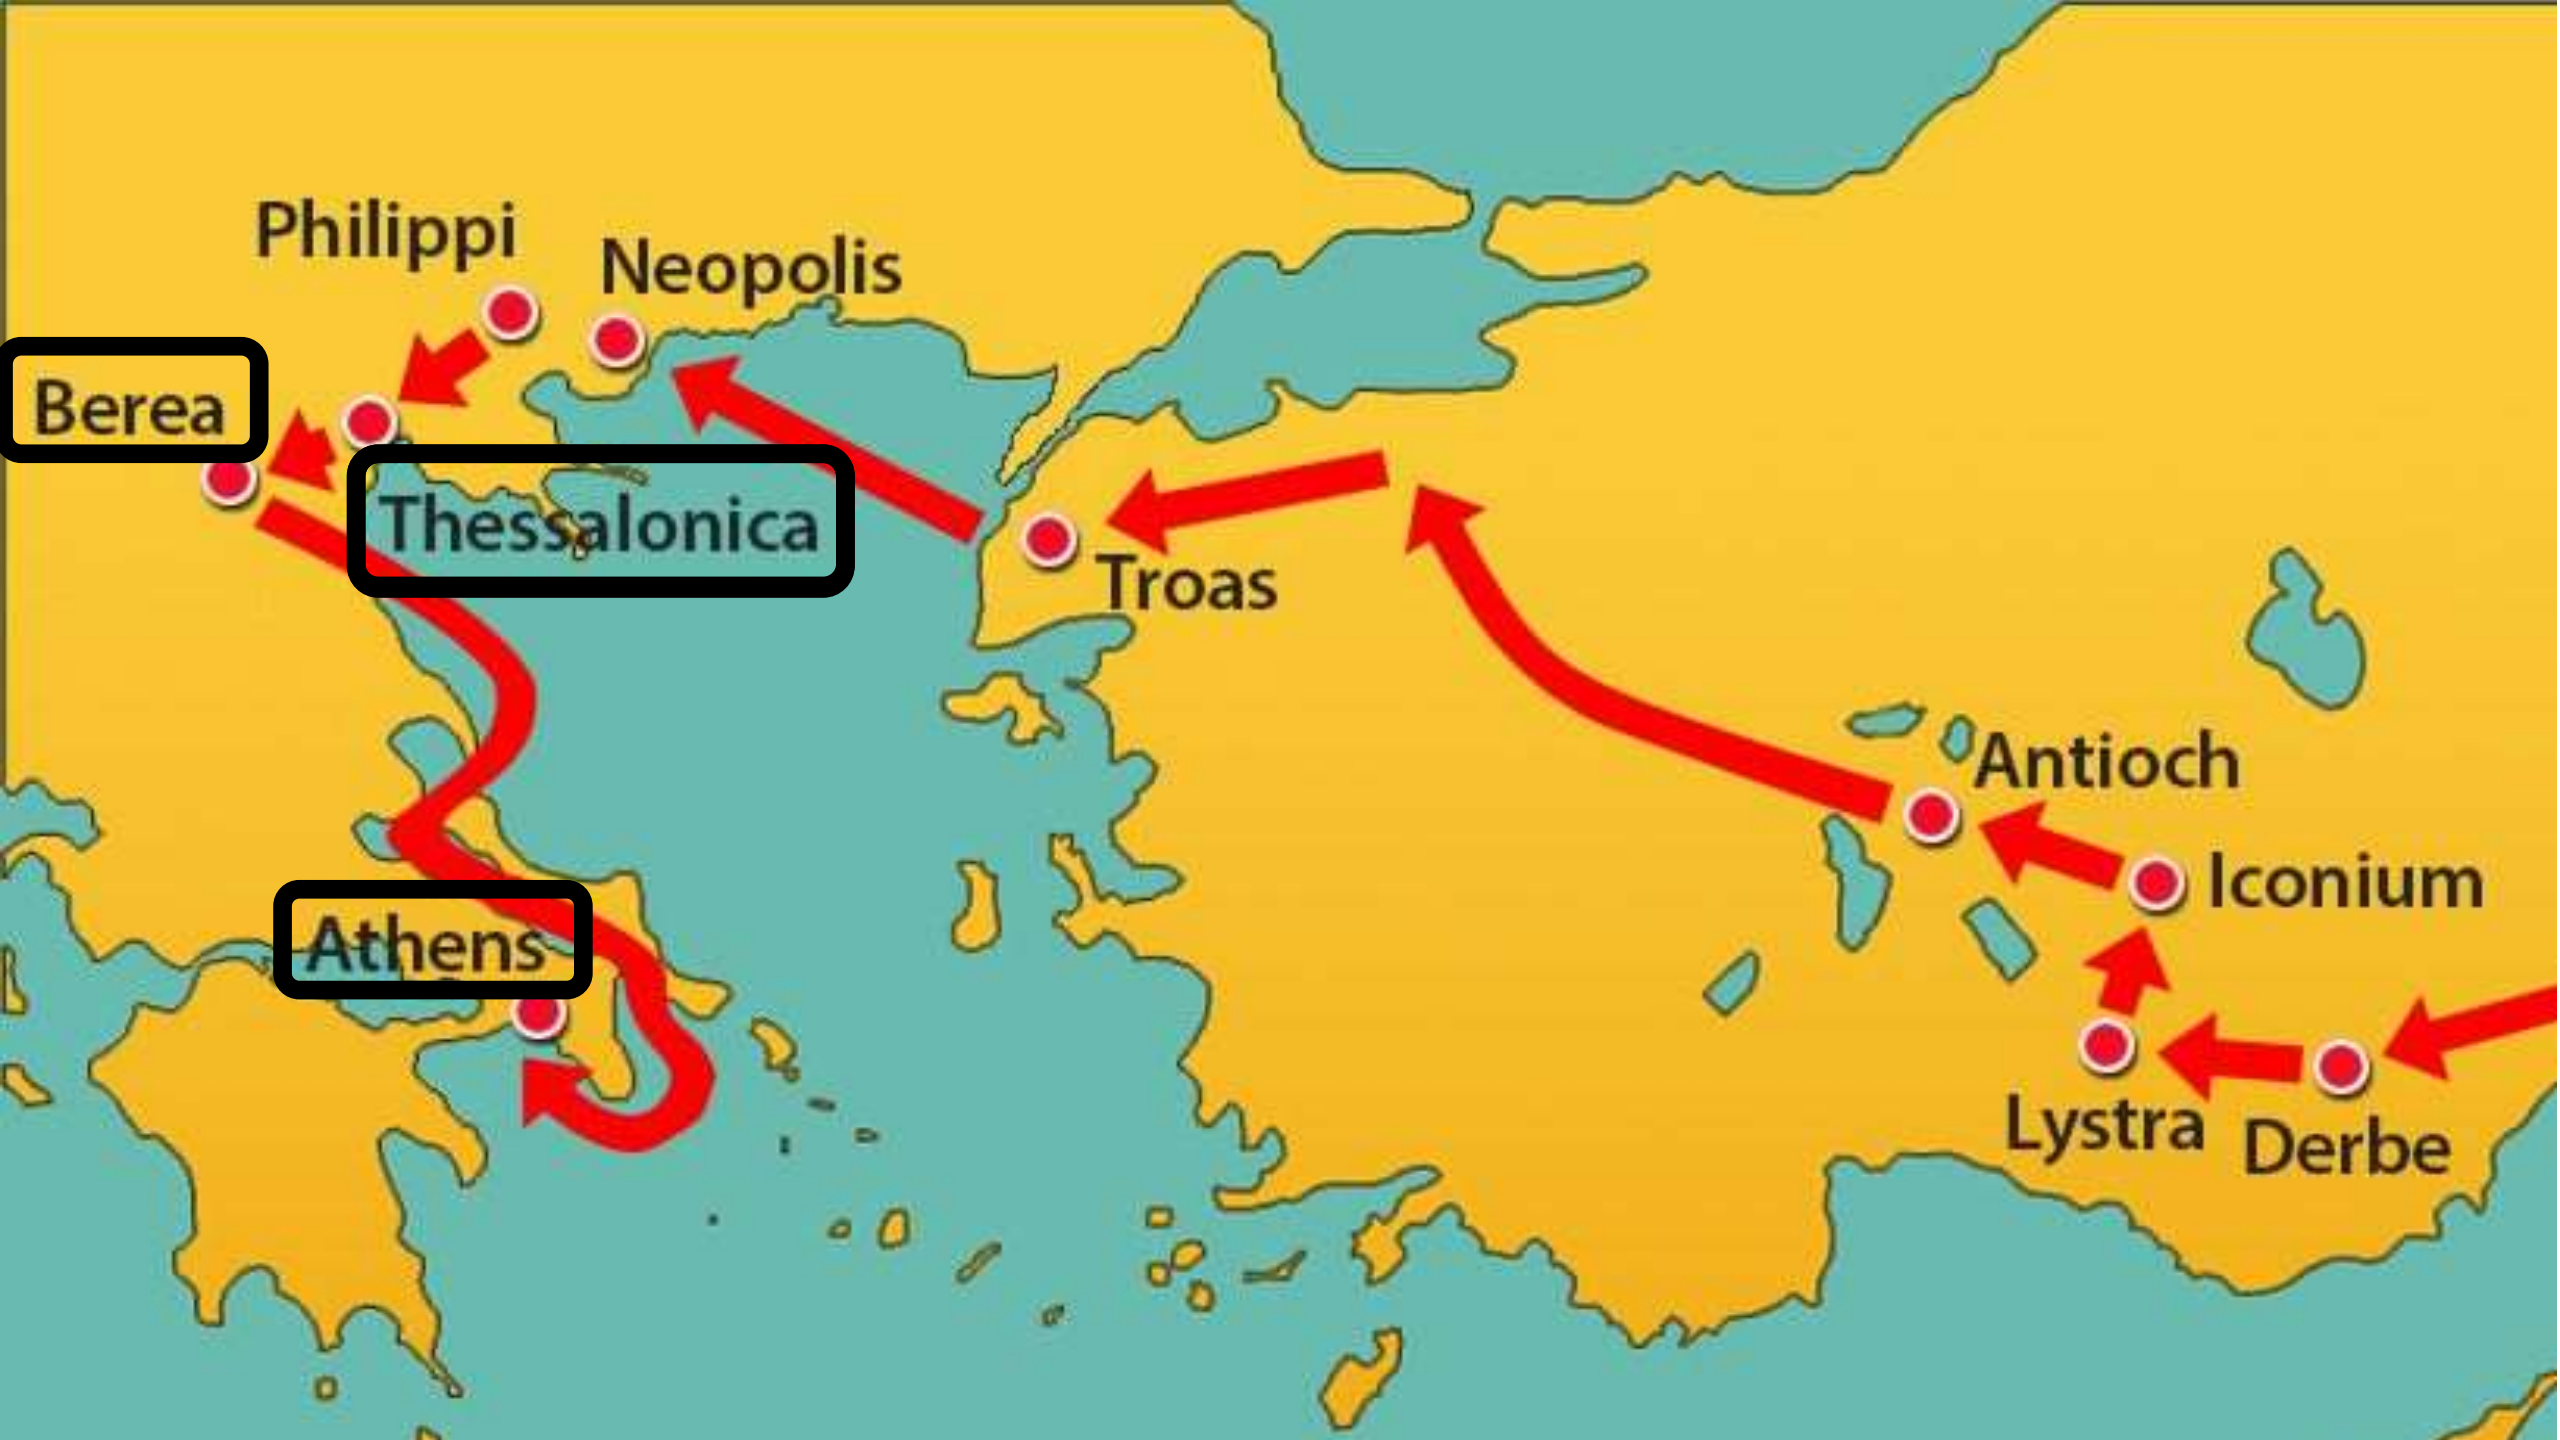 Philippi
Neopolis
Berea
Thessalonica
Troas
Antioch
Iconium
Athens
Lystra
Derbe